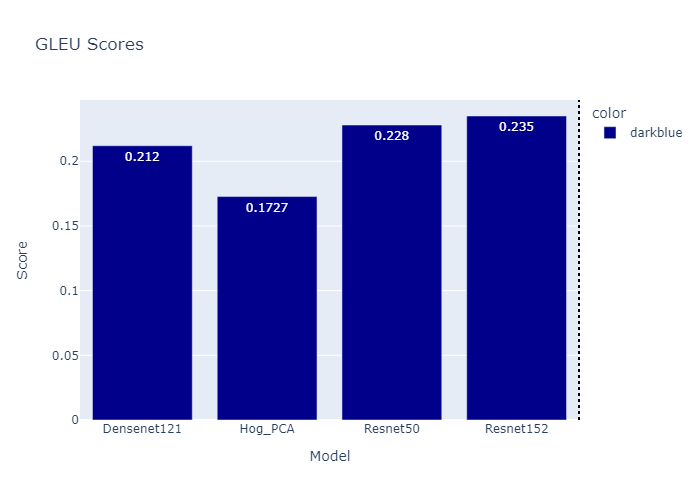 GLEU Scores
color
darkblue
0.212
0.1727
0.228
0.235
0.2
0.15
0.1
0.05
0
Score
Densenet121
Hog_PCA
Resnet50
Resnet152
Model